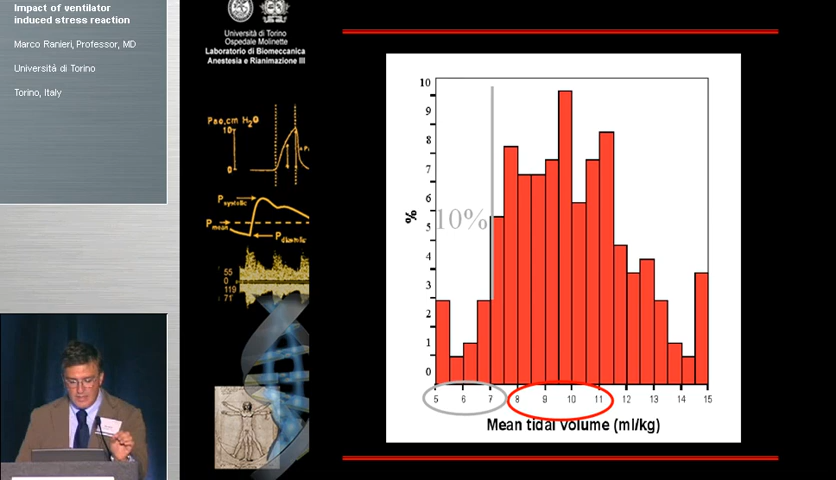 Impact of ventilator
induced stress reaction
Marco Ranieri, Professor, MD
Universitá di Torino
Torino, Italy
Università di Torino
Ospedale Molinette
Laboratorio di Biomeccanica
Anestesia e Rianimazione III
Pao,cm H2O
10
0
Psystolic
Pmean
Pdiastolic
55
0
119
71
%
10
9
8
7
6
5
4
3
2
1
0
10%
5 6 7 8 9 10 11 12 13 14 15
Mean tidal volume (ml/kg)